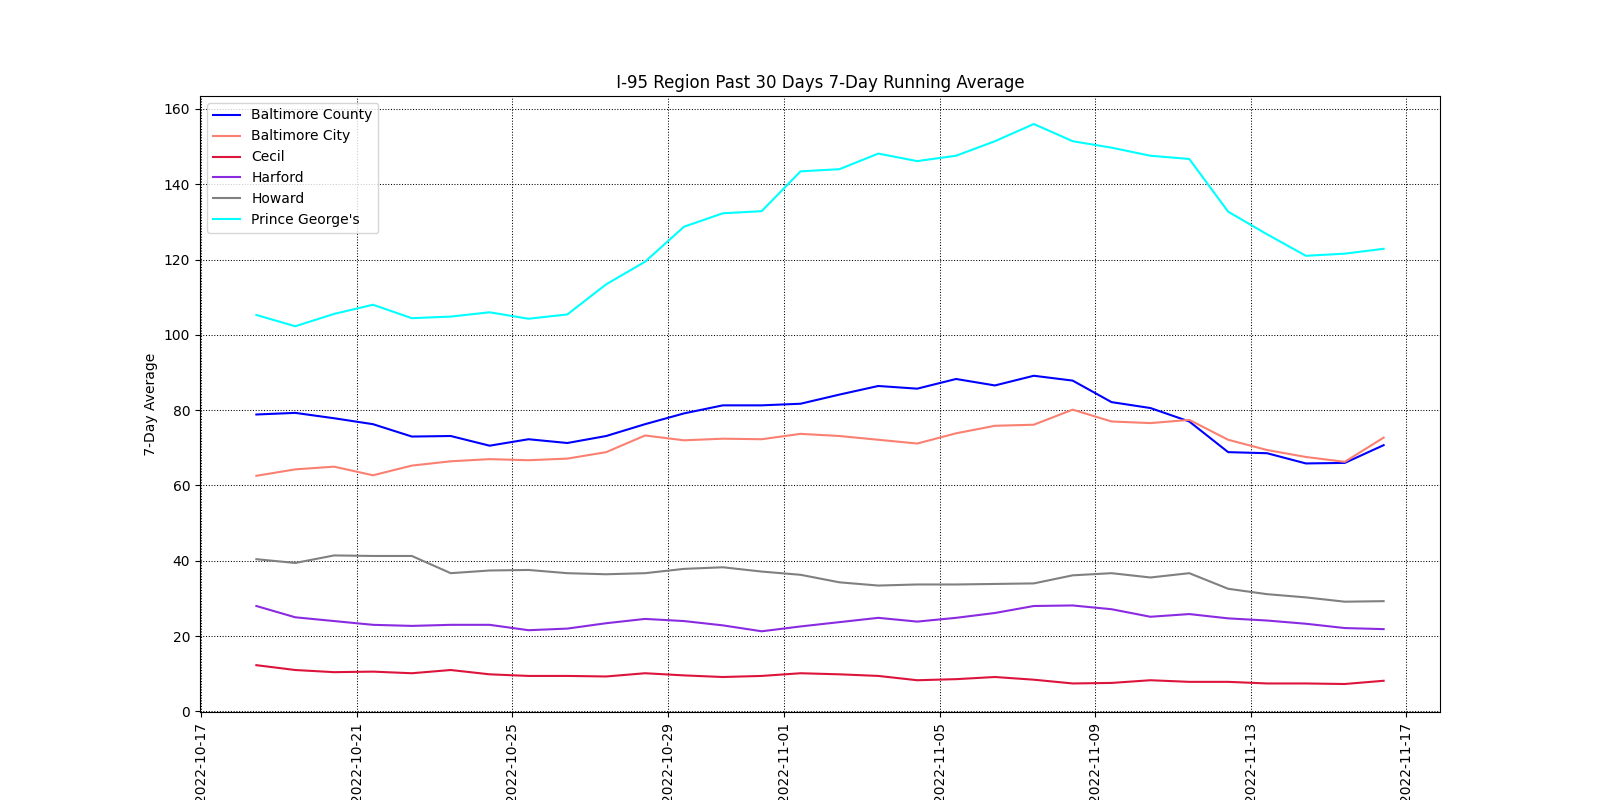 I-95 Region Past 30 Days 7-Day Running Average
Baltimore County
Baltimore City
Cecil
Harford
Howard
Prince George's
7-Day Average
160
140
120
100
80
60
40
20
0
2022-10-17
2022-10-21
2022-10-25
2022-10-29
2022-11-01
2022-11-05
2022-11-09
2022-11-13
2022-11-17